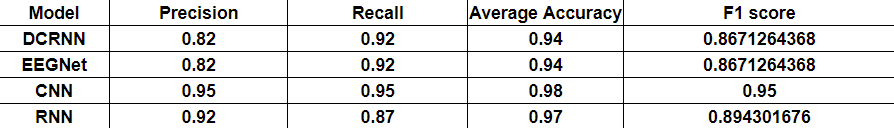 Model Precision Recall Average Accuracy F1 score
DCRNN 0.82 0.92 0.94 0.8671264368
EEGNet 0.82 0.92 0.94 0.8671264368
CNN 0.95 0.95 0.98 0.95
RNN 0.92 0.87 0.97 0.894301676